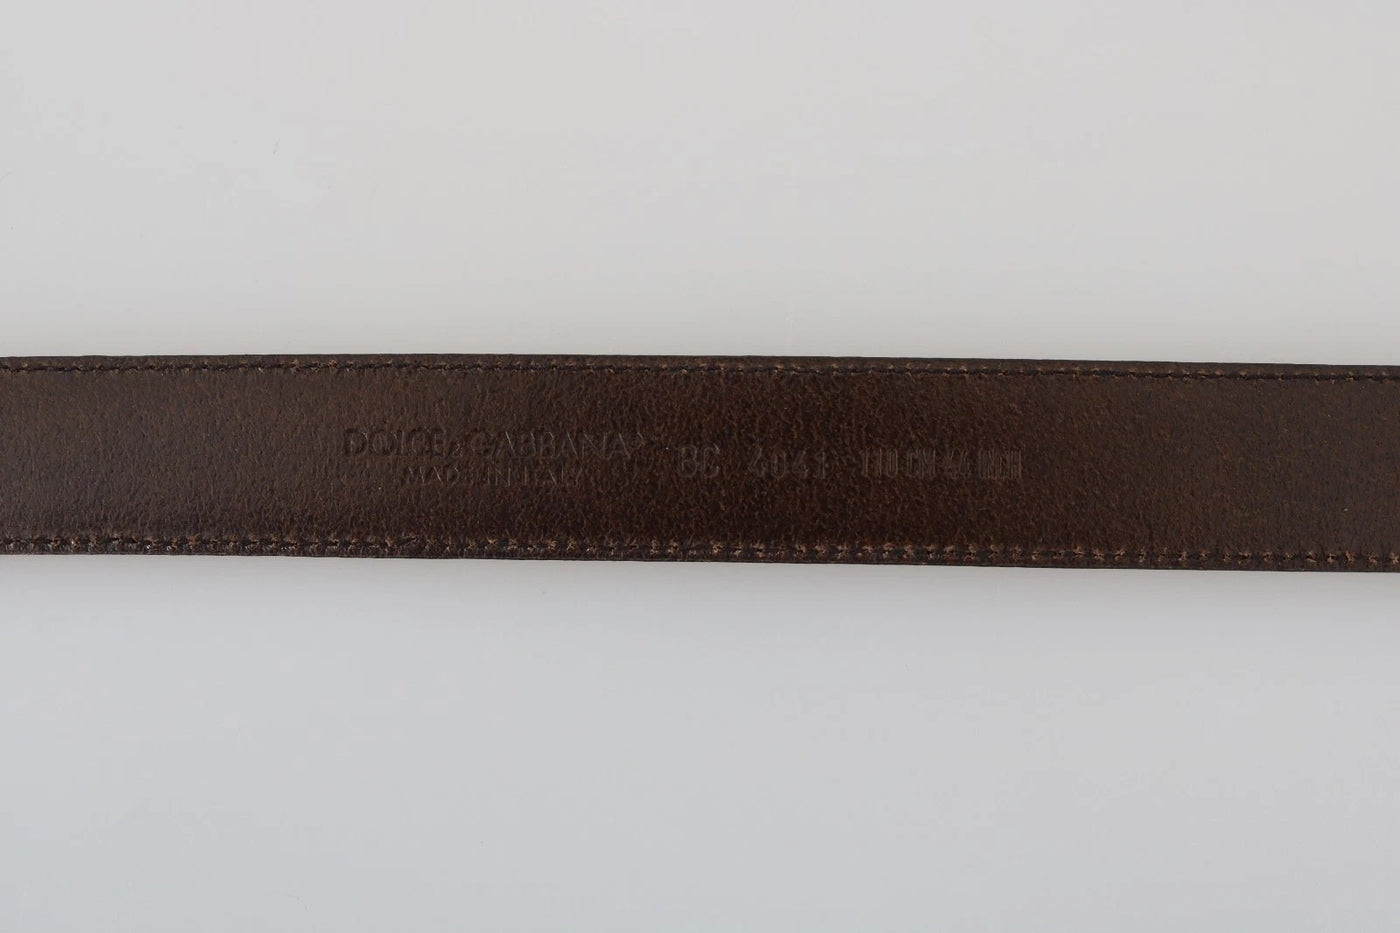 DOLCE & GABBANA
MADE IN ITALY
BC 4041 110 CM 44 INCH